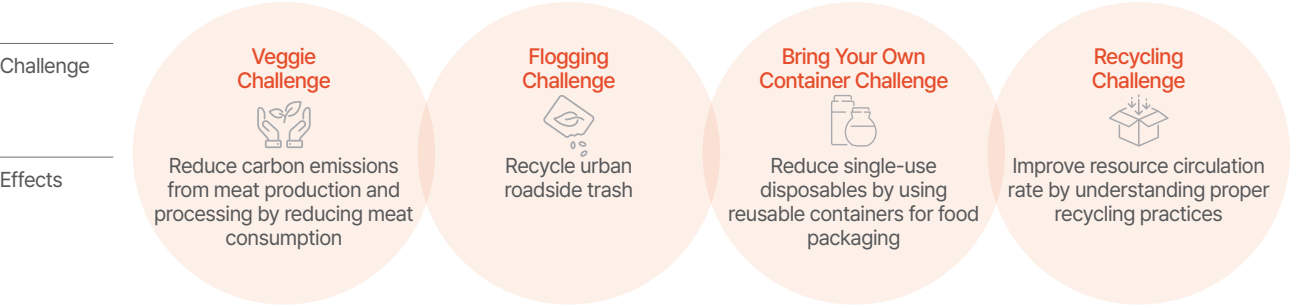 Challenge
Veggie
Challenge
Flogging
Challenge
Bring Your Own
Container Challenge
Recycling
Challenge
Effects
Reduce carbon emissions
from meat production and
processing by reducing meat
consumption
Recycle urban
roadside trash
Reduce single-use
disposables by using
reusable containers for food
packaging
Improve resource circulation
rate by understanding proper
recycling practices